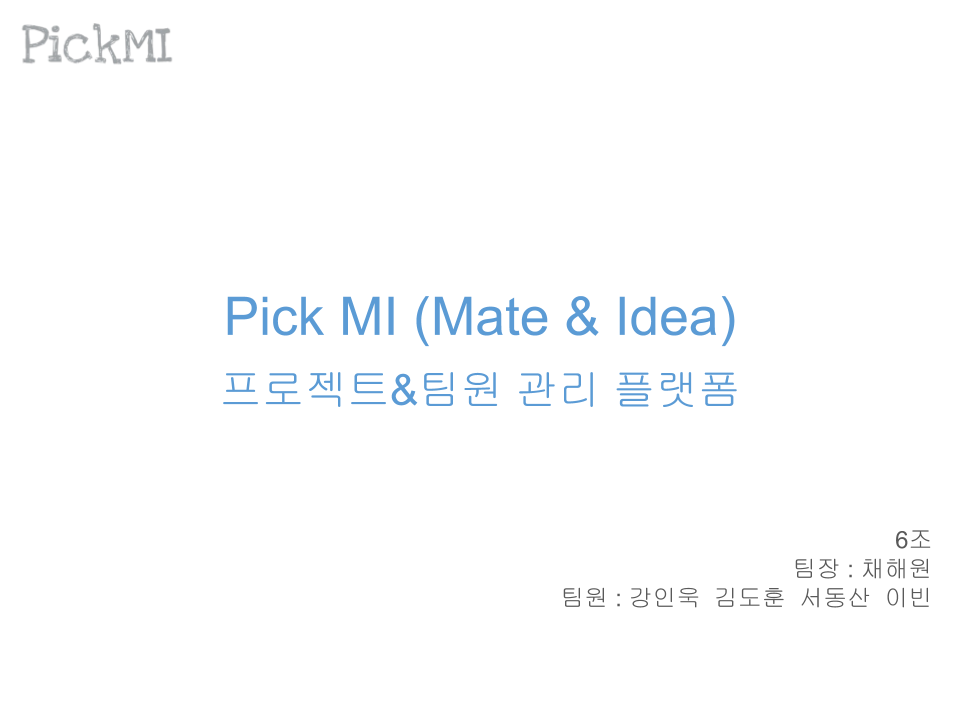 PickMI
Pick MI (Mate & Idea)
프로젝트&팀원 관리 플랫폼
6조
팀장 : 채해원
팀원 : 강인욱 김도훈 서동산 이빈